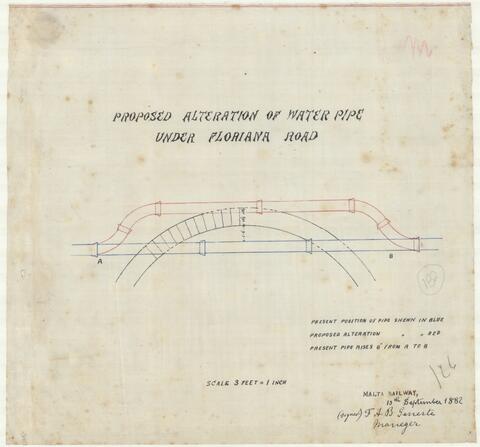 PROPOSED ALTERATION OF WATER PIPE
UNDER FLORIANA ROAD
A
B
PRESENT POSITION OF PIPE SHEWN IN BLUE
PROPOSED ALTERATION " " RED
PRESENT PIPE RISES 6" FROM A TO B
SCALE 3 FEET = 1 INCH
MALTA RAILWAY,
13th September 1882
(Signed) F. A. B. Geneste
Manager